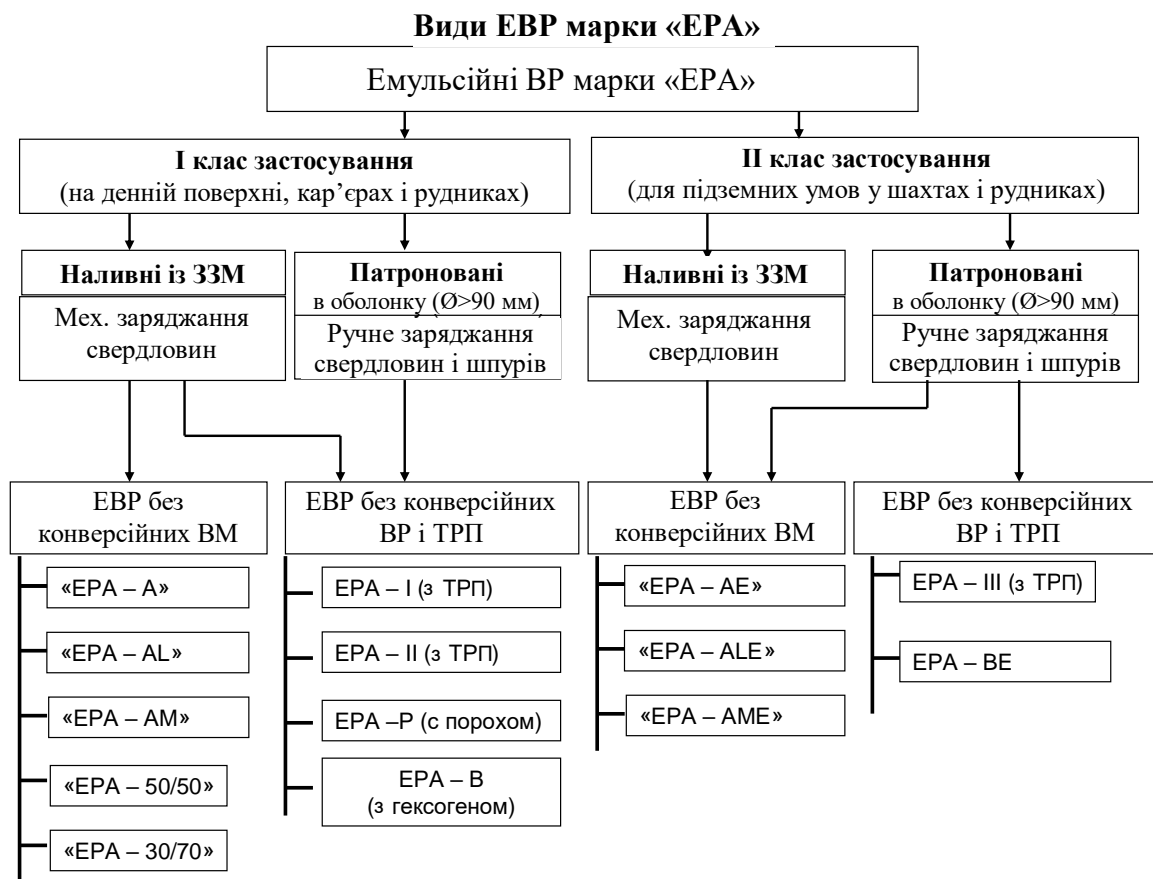 Види ЕВР марки «ЕРА»
Емульсійні ВР марки «ЕРА»
І клас застосування
(на денній поверхні, кар’єрах і рудниках)
ІІ клас застосування
(для підземних умов у шахтах і рудниках)
Наливні із ЗЗМ
Мех. заряджання
свердловин
Патроновані
в оболонку (Ø>90 мм)
Ручне заряджання
свердловин і шпурів
Наливні із ЗЗМ
Мех. заряджання
свердловин
Патроновані
в оболонку (Ø>90 мм)
Ручне заряджання
свердловин і шпурів
ЕВР без
конверсійних ВМ
ЕВР без конверсійних
ВР і ТРП
ЕВР без
конверсійних ВМ
ЕВР без конверсійних
ВР і ТРП
«ЕРА – А»
«ЕРА – AL»
«ЕРА – АМ»
«ЕРА – 50/50»
«ЕРА – 30/70»
ЕРА – I (з ТРП)
ЕРА – II (з ТРП)
ЕРА –Р (с порохом)
ЕРА – В
(з гексогеном)
«ЕРА – АЕ»
«ЕРА – ALE»
«ЕРА – АМЕ»
ЕРА – III (з ТРП)
ЕРА – ВЕ